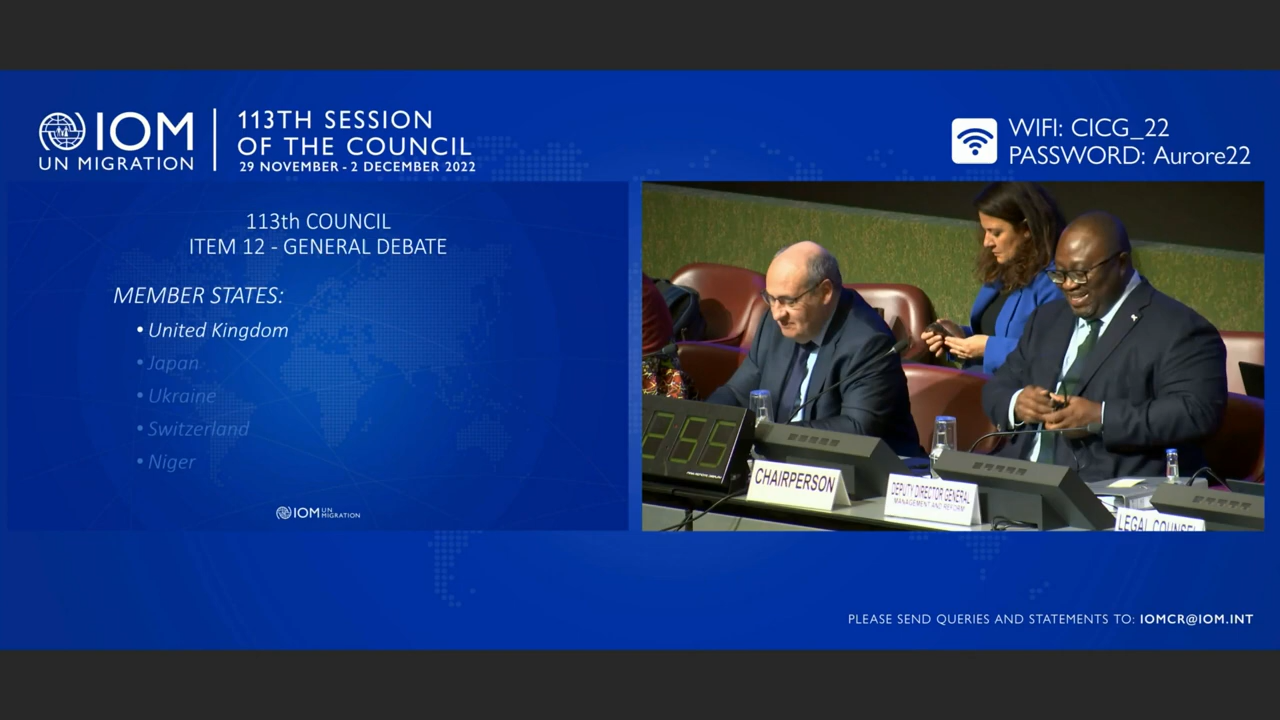 IOM
UN MIGRATION
113TH SESSION
OF THE COUNCIL
29 NOVEMBER - 2 DECEMBER 2022
WIFI: CICG_22
PASSWORD: Aurore22
113th COUNCIL
ITEM 12 - GENERAL DEBATE
MEMBER STATES:
• United Kingdom
• Japan
• Ukraine
• Switzerland
• Niger
IOM UN MIGRATION
2:55
CHAIRPERSON
DEPUTY DIRECTOR GENERAL
MANAGEMENT AND REFORM
LEGAL COUNSEL
PLEASE SEND QUERIES AND STATEMENTS TO: IOMCR@IOM.INT